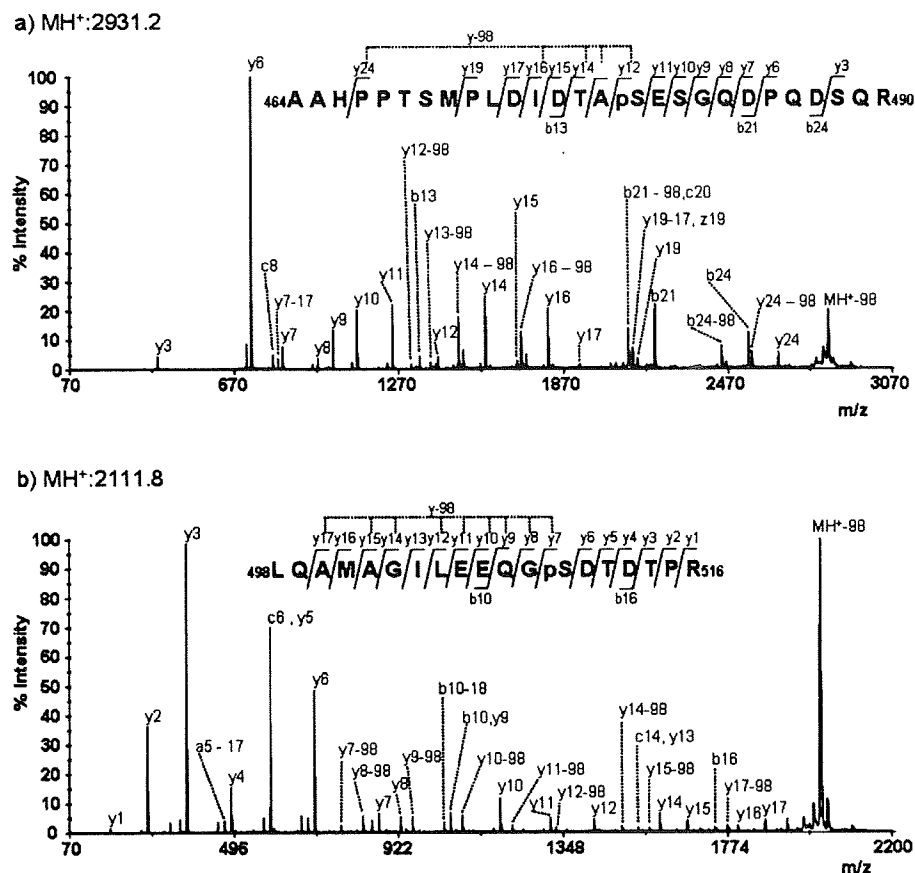 a) MH+:2931.2
y-98
y24 y19 y17 y16 y15 y14 y12 y11 y10 y9 y8 y7 y6 y3
464 A A H P P T S M P L D I D T A pS E S G Q D P Q D S Q R 490
b13 b21 b24
% Intensity
100
90
80
70
60
50
40
30
20
10
0
y3
y6
c8
y7-17
y7
y8
y9
y10
y11
y12-98
b13
y13-98
y12
y14 – 98
y14
y15
y16 – 98
y16
y17
b21 - 98,c20
y19-17, z19
y19
b21
b24-98
b24
y24 – 98
y24
MH+-98
70 670 1270 1870 2470 3070
m/z
b) MH+:2111.8
y-98
y17 y16 y15 y14 y13 y12 y11 y10 y9 y8 y7 y6 y5 y4 y3 y2 y1
498 L Q A M A G I L E E Q G pS D T D T P R 516
b10 b16
% Intensity
100
90
80
70
60
50
40
30
20
10
0
y1
y2
y3
a5 - 17
y4
c6 , y5
y6
y7-98
y8-98
y7
y8
y9-98
b10-18
b10,y9
y10-98
y10
y11-98
y11
y12-98
y12
y14-98
c14, y13
y15-98
y14
y15
b16
y17-98
y16
y17
MH+-98
70 496 922 1348 1774 2200
m/z